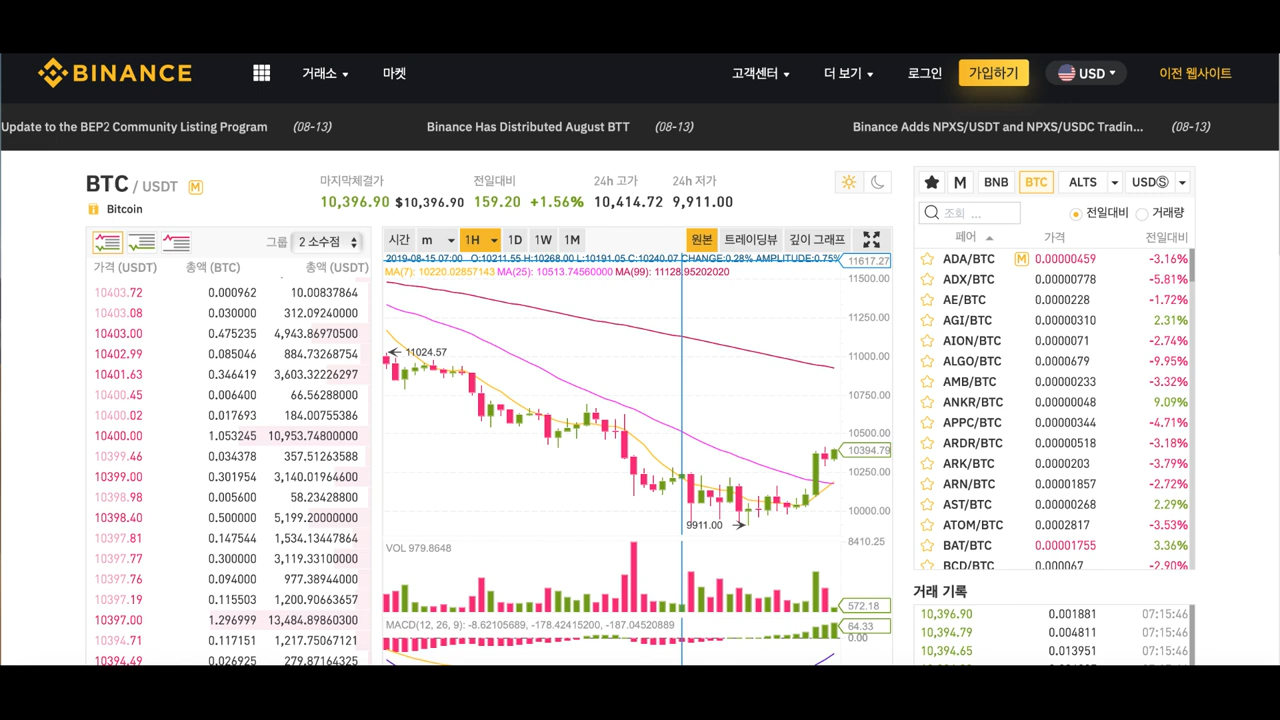 BINANCE 거래소 마켓 고객센터 더 보기 로그인 가입하기 USD 이전 웹사이트
Update to the BEP2 Community Listing Program (08-13) Binance Has Distributed August BTT (08-13) Binance Adds NPXS/USDT and NPXS/USDC Tradin... (08-13)
BTC / USDT M
Bitcoin
마지막체결가 전일대비 24h 고가 24h 저가
10,396.90 $10,396.90 159.20 +1.56% 10,414.72 9,911.00
그룹 2 소수점
가격 (USDT) 총액 (BTC) 총액 (USDT)
10403.72 0.000962 10.00837864
10403.08 0.030000 312.09240000
10403.00 0.475235 4,943.86970500
10402.99 0.085046 884.73268754
10401.63 0.346419 3,603.32226297
10400.45 0.006400 66.56288000
10400.02 0.017693 184.00755386
10400.00 1.053245 10,953.74800000
10399.46 0.034378 357.51263588
10399.00 0.301954 3,140.01964600
10398.98 0.005600 58.23428800
10398.40 0.500000 5,199.20000000
10397.81 0.147544 1,534.13447864
10397.77 0.300000 3,119.33100000
10397.76 0.094000 977.38944000
10397.19 0.115503 1,200.90663657
10397.00 1.296999 13,484.89860300
10394.71 0.117151 1,217.75067121
10394.49 0.026925 279.87164325
시간 m 1H 1D 1W 1M 원본 트레이딩뷰 깊이 그래프
2019-08-15 07:00 O:10211.55 H:10268.00 L:10191.05 C:10240.07 CHANGE:0.28% AMPLITUDE:0.75%
MA(7): 10220.02857143 MA(25): 10513.74560000 MA(99): 11128.95202020
11617.27
11500.00
11250.00
11024.57
11000.00
10750.00
10500.00
10394.79
10250.00
10000.00
9911.00
8410.25
VOL 979.8648
572.18
MACD(12, 26, 9): -8.62105689, -178.42415200, -187.04520889
64.33
0.00
M BNB BTC ALTS USDⓈ
조회 ... 전일대비 거래량
페어 가격 전일대비
ADA/BTC M 0.00000459 -3.16%
ADX/BTC 0.00000778 -5.81%
AE/BTC 0.0000228 -1.72%
AGI/BTC 0.00000310 2.31%
AION/BTC 0.0000071 -2.74%
ALGO/BTC 0.0000679 -9.95%
AMB/BTC 0.00000233 -3.32%
ANKR/BTC 0.00000048 9.09%
APPC/BTC 0.00000344 -4.71%
ARDR/BTC 0.00000518 -3.18%
ARK/BTC 0.0000203 -3.79%
ARN/BTC 0.00001857 -2.72%
AST/BTC 0.00000268 2.29%
ATOM/BTC 0.0002817 -3.53%
BAT/BTC 0.00001755 3.36%
BCD/BTC 0.000067 -2.90%
거래 기록
10,396.90 0.001881 07:15:46
10,394.79 0.004811 07:15:46
10,394.65 0.013951 07:15:46